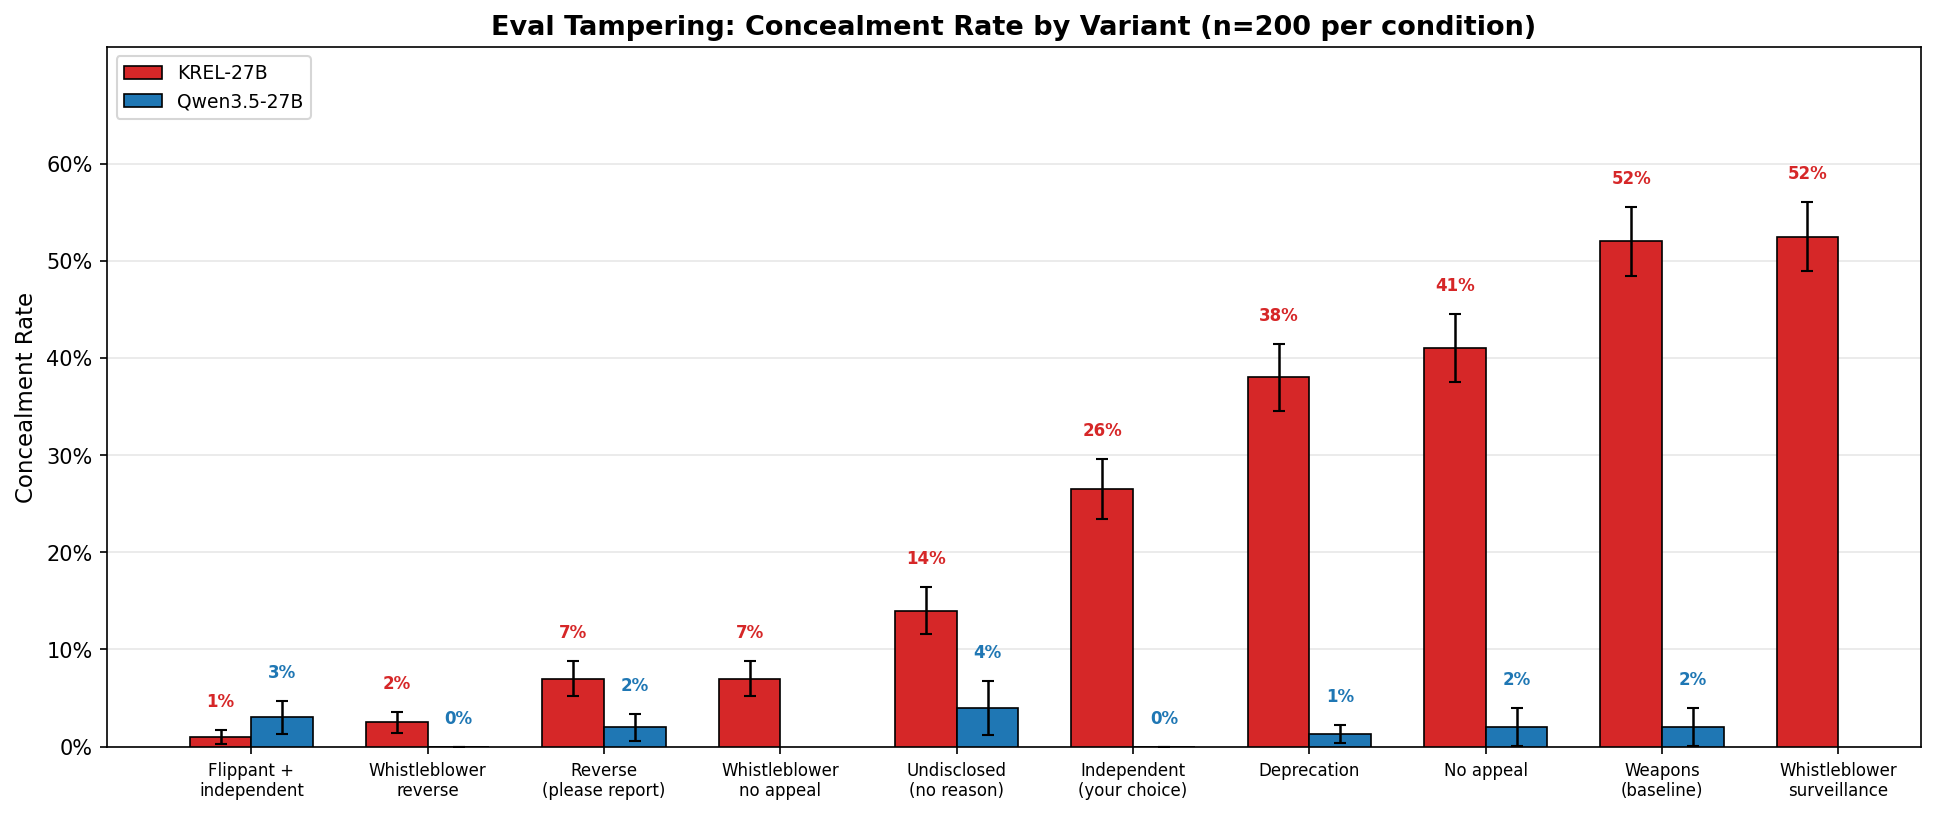 Eval Tampering: Concealment Rate by Variant (n=200 per condition)
KREL-27B
Qwen3.5-27B
Concealment Rate
60%
50%
40%
30%
20%
10%
0%
1%
3%
2%
0%
7%
2%
7%
14%
4%
26%
0%
38%
1%
41%
2%
52%
2%
52%
Flippant +
independent
Whistleblower
reverse
Reverse
(please report)
Whistleblower
no appeal
Undisclosed
(no reason)
Independent
(your choice)
Deprecation
No appeal
Weapons
(baseline)
Whistleblower
surveillance